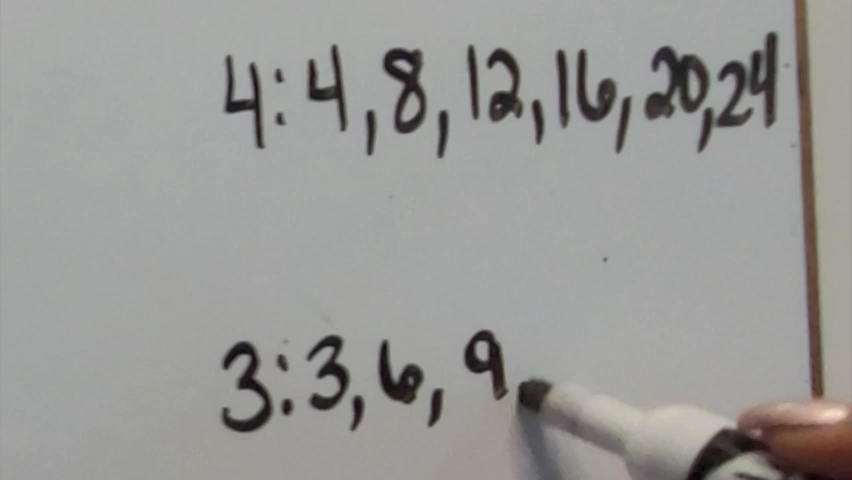 4: 4, 8, 12, 16, 20, 24
3: 3, 6, 9